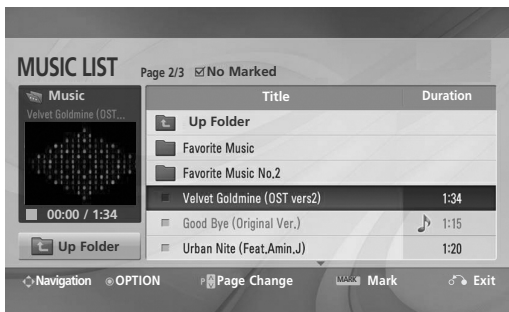 MUSIC LIST
Page 2/3 No Marked
Music
Velvet Goldmine (OST...
00:00 / 1:34
Up Folder
Title Duration
Up Folder
Favorite Music
Favorite Music No.2
Velvet Goldmine (OST vers2) 1:34
Good Bye (Original Ver.) 1:15
Urban Nite (Feat.Amin.J) 1:20
Navigation OPTION P Page Change MARK Mark Exit